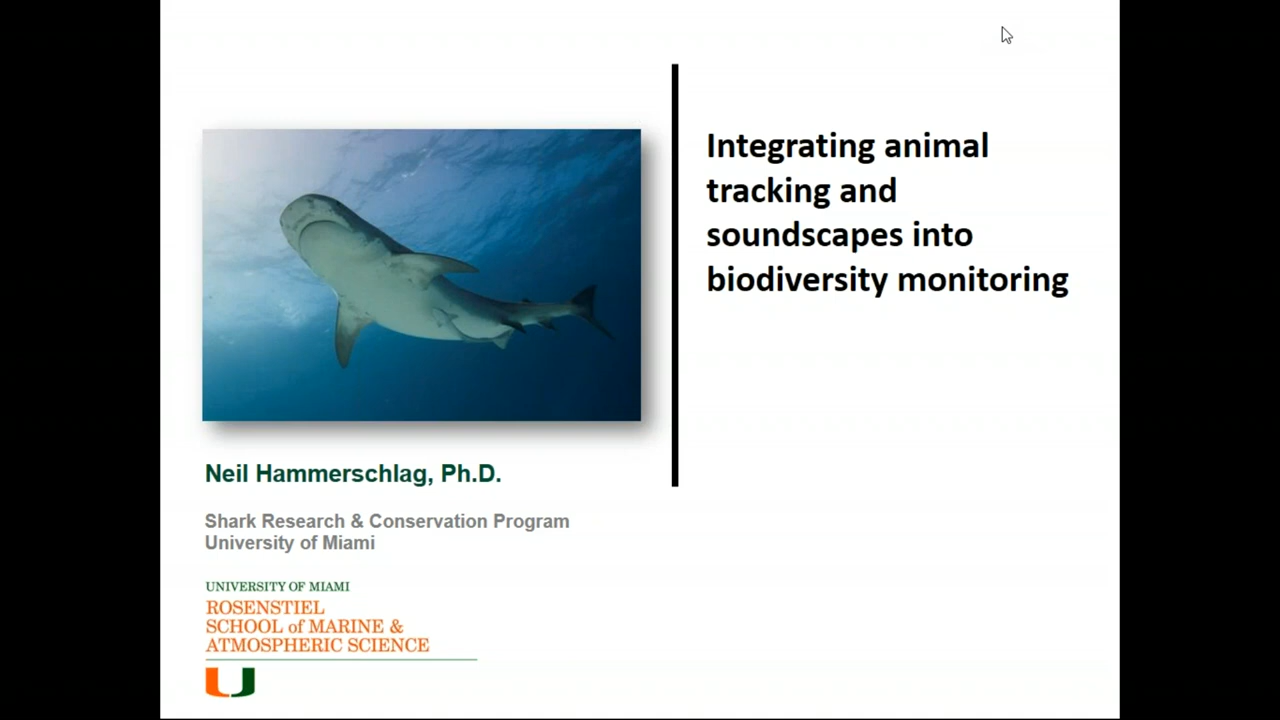 Integrating animal
tracking and
soundscapes into
biodiversity monitoring
Neil Hammerschlag, Ph.D.
Shark Research & Conservation Program
University of Miami
UNIVERSITY OF MIAMI
ROSENSTIEL
SCHOOL of MARINE &
ATMOSPHERIC SCIENCE
U